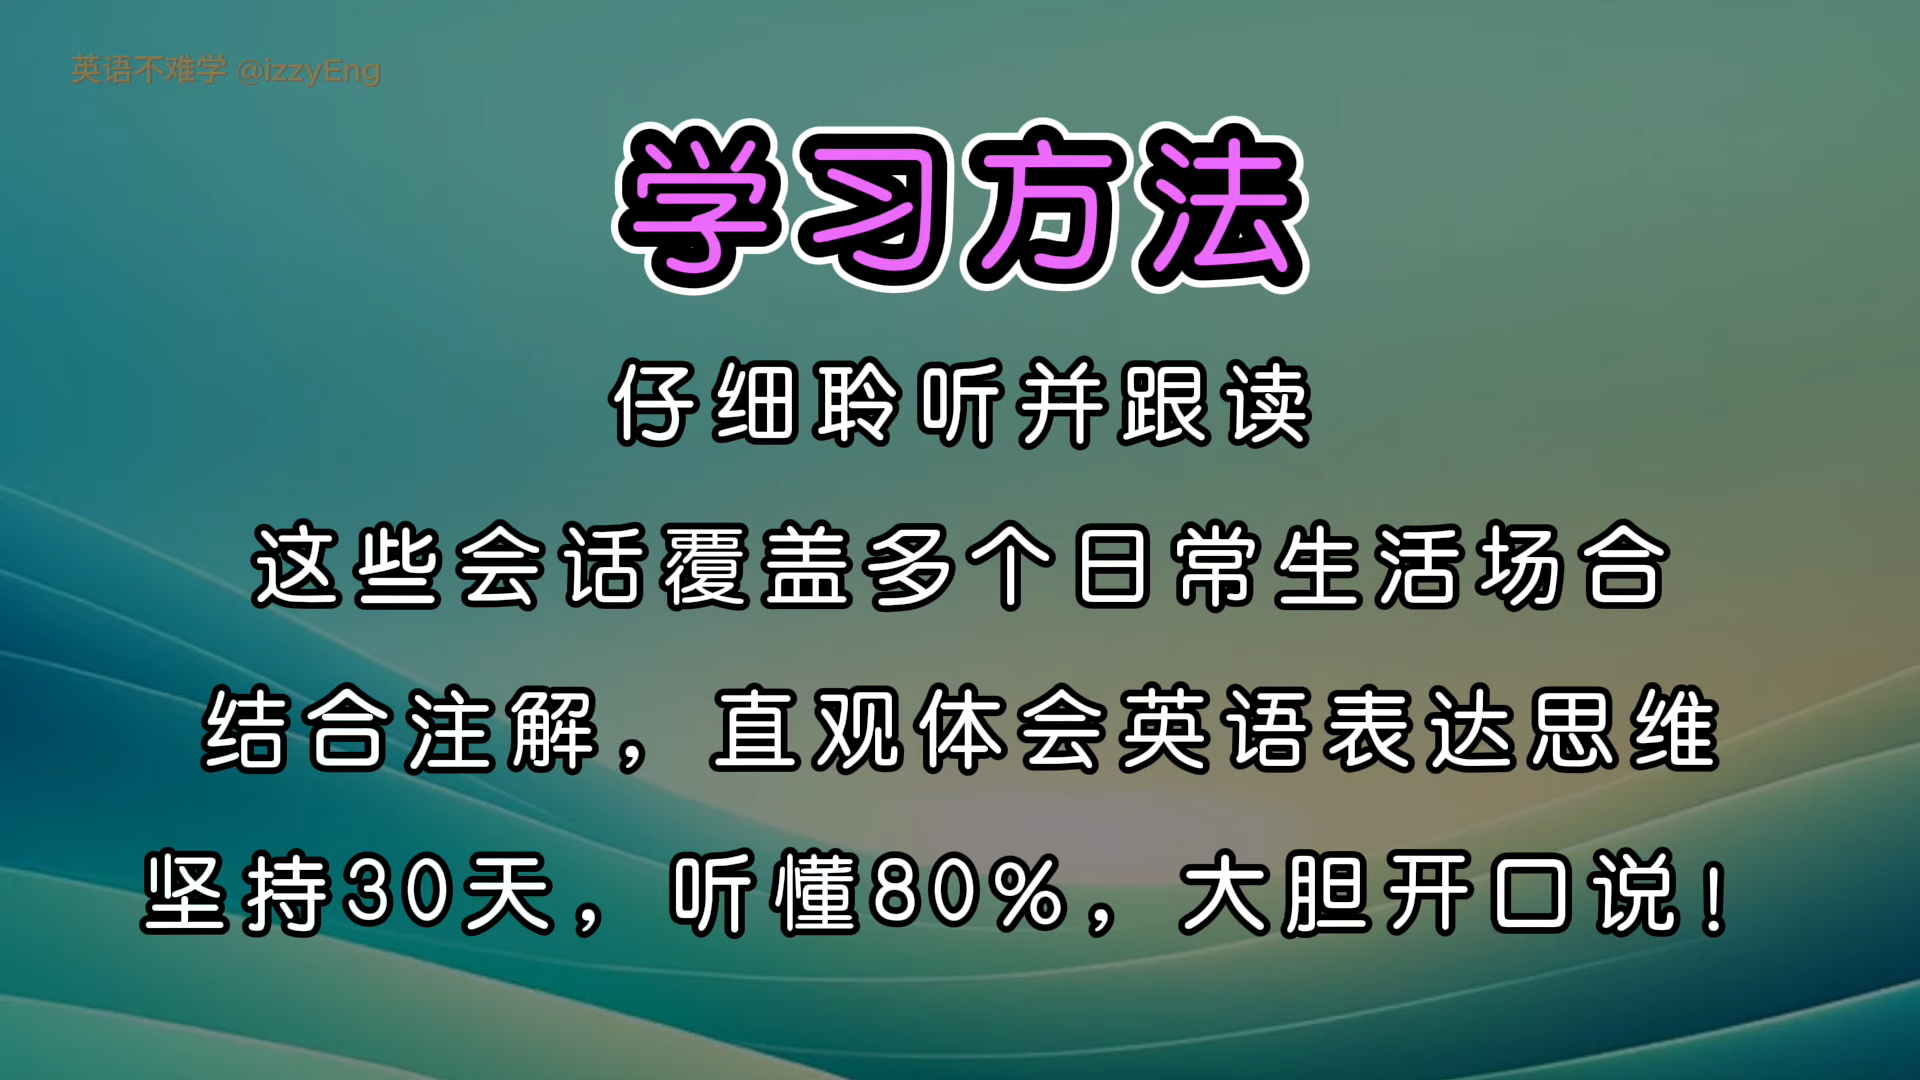 英语不难学 @izzyEng
学习方法
仔细聆听并跟读
这些会话覆盖多个日常生活场合
结合注解，直观体会英语表达思维
坚持30天，听懂80%，大胆开口说！